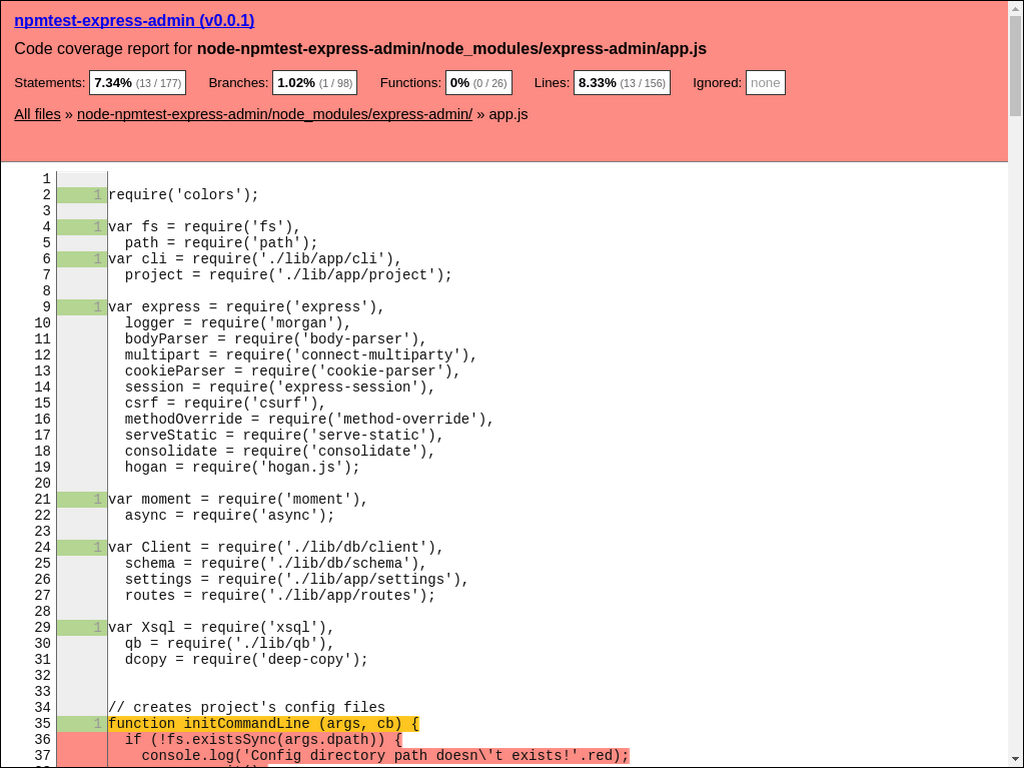 npmtest-express-admin (v0.0.1)
Code coverage report for node-npmtest-express-admin/node_modules/express-admin/app.js
Statements: 7.34% (13 / 177) Branches: 1.02% (1 / 98) Functions: 0% (0 / 26) Lines: 8.33% (13 / 156) Ignored: none
All files » node-npmtest-express-admin/node_modules/express-admin/ » app.js
1
2 1 require('colors');
3
4 1 var fs = require('fs'),
5 path = require('path');
6 1 var cli = require('./lib/app/cli'),
7 project = require('./lib/app/project');
8
9 1 var express = require('express'),
10 logger = require('morgan'),
11 bodyParser = require('body-parser'),
12 multipart = require('connect-multiparty'),
13 cookieParser = require('cookie-parser'),
14 session = require('express-session'),
15 csrf = require('csurf'),
16 methodOverride = require('method-override'),
17 serveStatic = require('serve-static'),
18 consolidate = require('consolidate'),
19 hogan = require('hogan.js');
20
21 1 var moment = require('moment'),
22 async = require('async');
23
24 1 var Client = require('./lib/db/client'),
25 schema = require('./lib/db/schema'),
26 settings = require('./lib/app/settings'),
27 routes = require('./lib/app/routes');
28
29 1 var Xsql = require('xsql'),
30 qb = require('./lib/qb'),
31 dcopy = require('deep-copy');
32
33
34 // creates project's config files
35 1 function initCommandLine (args, cb) {
36 if (!fs.existsSync(args.dpath)) {
37 console.log('Config directory path doesn\'t exists!'.red);